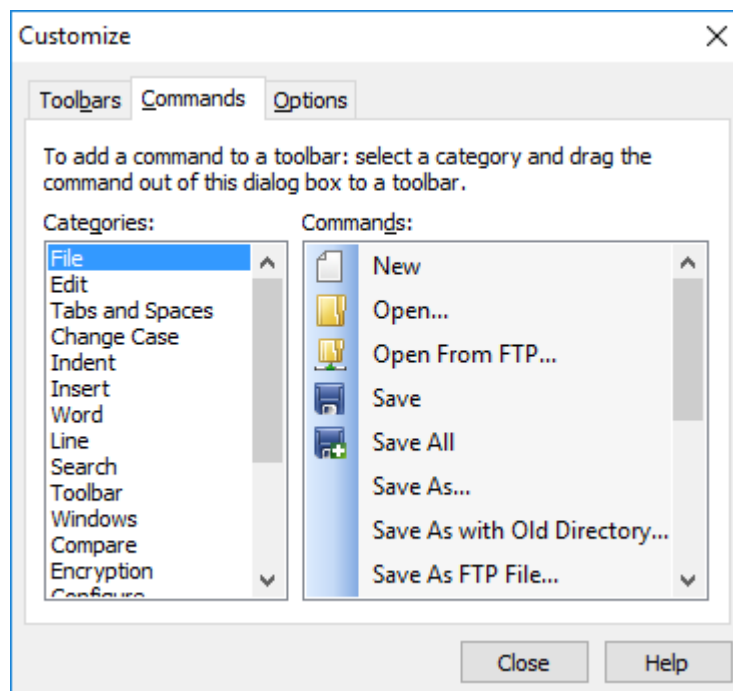 Customize
Toolbars Commands Options
To add a command to a toolbar: select a category and drag the
command out of this dialog box to a toolbar.
Categories:
File
Edit
Tabs and Spaces
Change Case
Indent
Insert
Word
Line
Search
Toolbar
Windows
Compare
Encryption
Configure
Commands:
New
Open...
Open From FTP...
Save
Save All
Save As...
Save As with Old Directory...
Save As FTP File...
Close Help